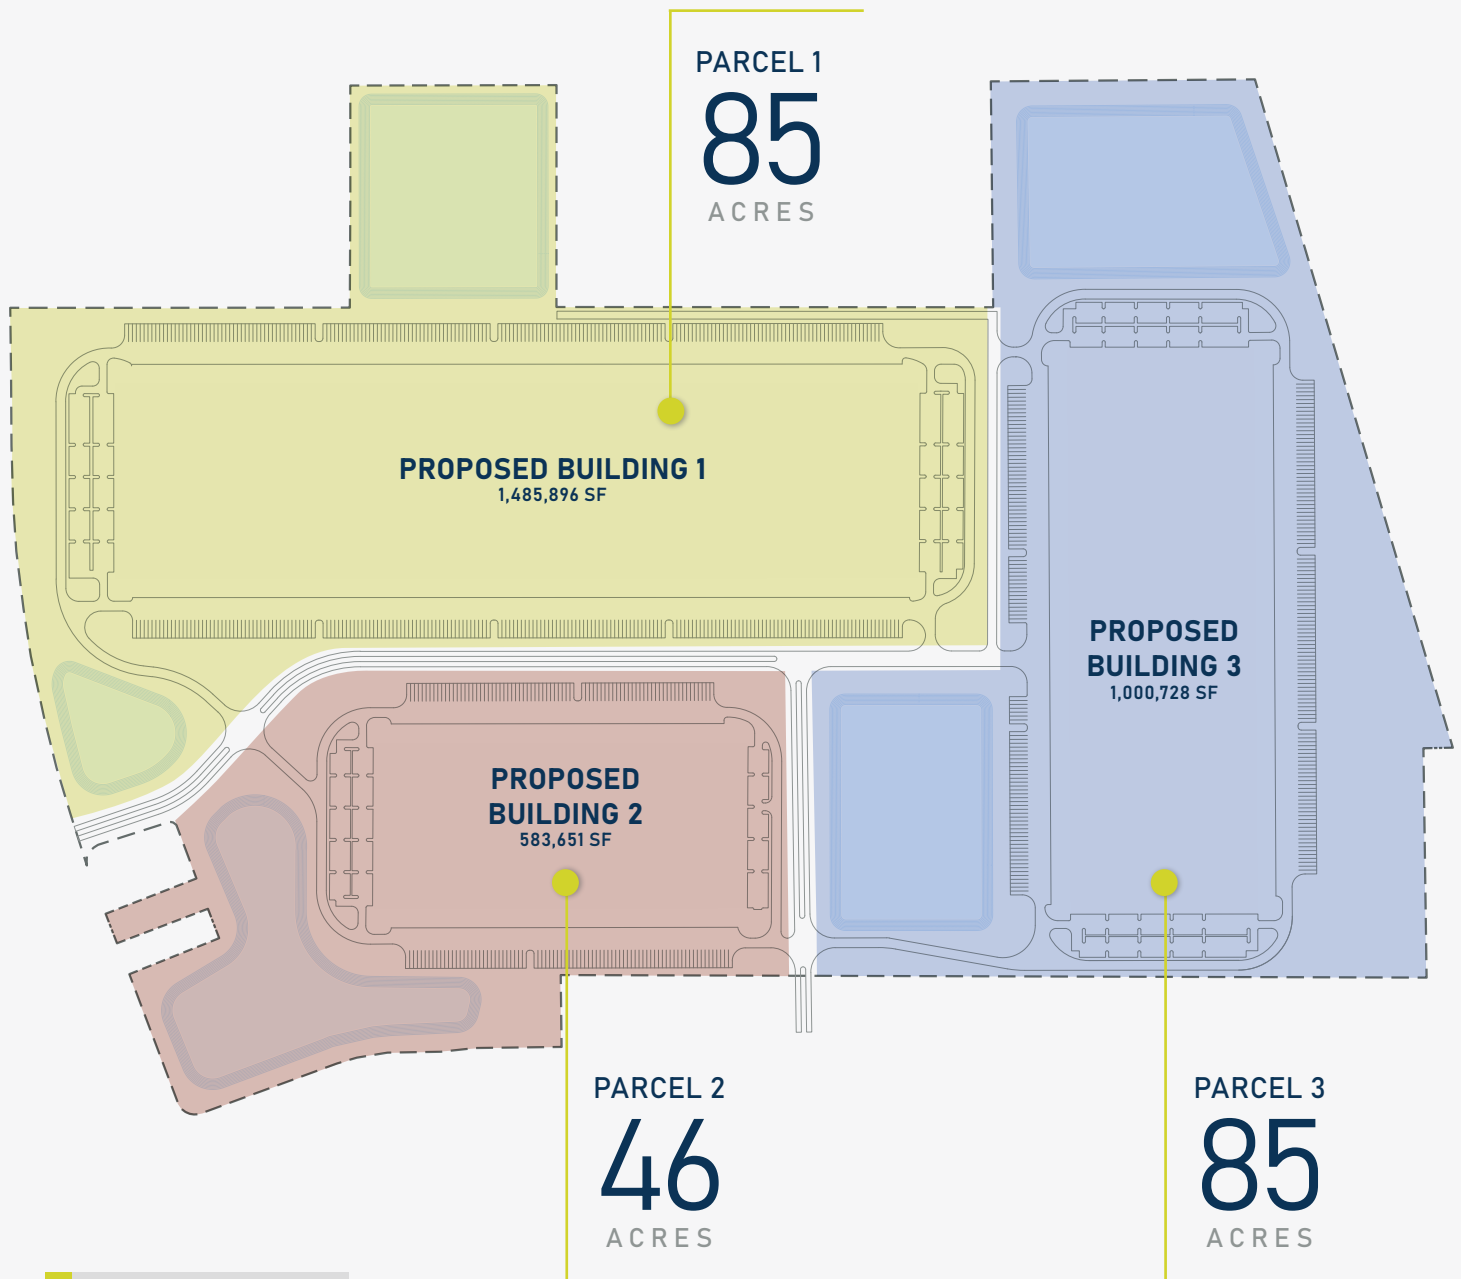 PARCEL 1
85
ACRES
PROPOSED BUILDING 1
1,485,896 SF
PROPOSED
BUILDING 3
1,000,728 SF
PROPOSED
BUILDING 2
583,651 SF
PARCEL 2
46
ACRES
PARCEL 3
85
ACRES